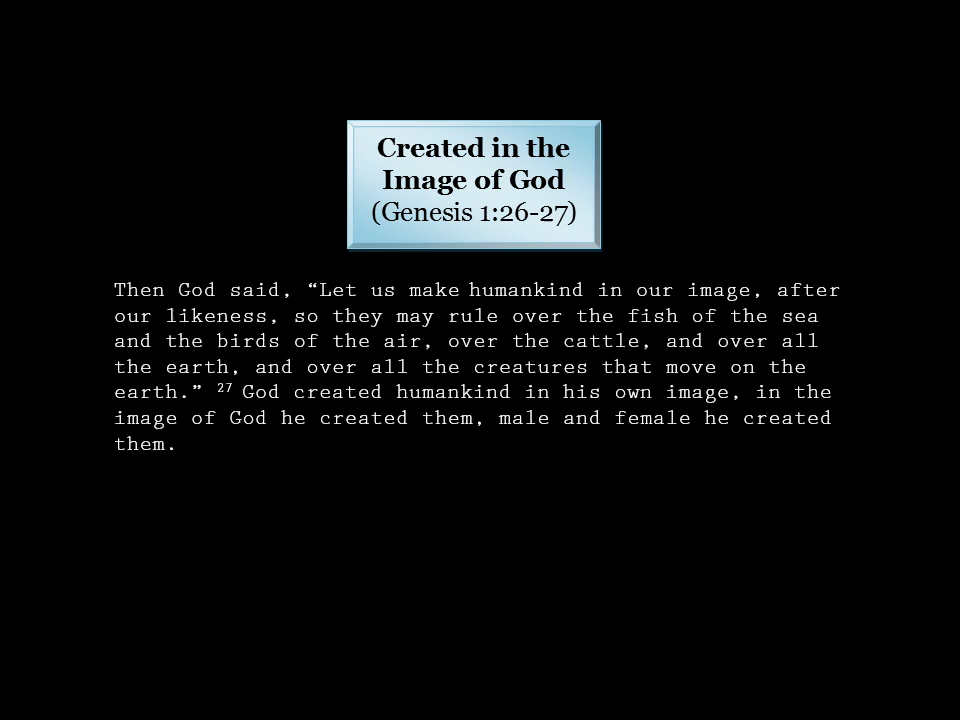 Created in the
Image of God
(Genesis 1:26-27)
Then God said, “Let us make humankind in our image, after
our likeness, so they may rule over the fish of the sea
and the birds of the air, over the cattle, and over all
the earth, and over all the creatures that move on the
earth.” 27 God created humankind in his own image, in the
image of God he created them, male and female he created
them.